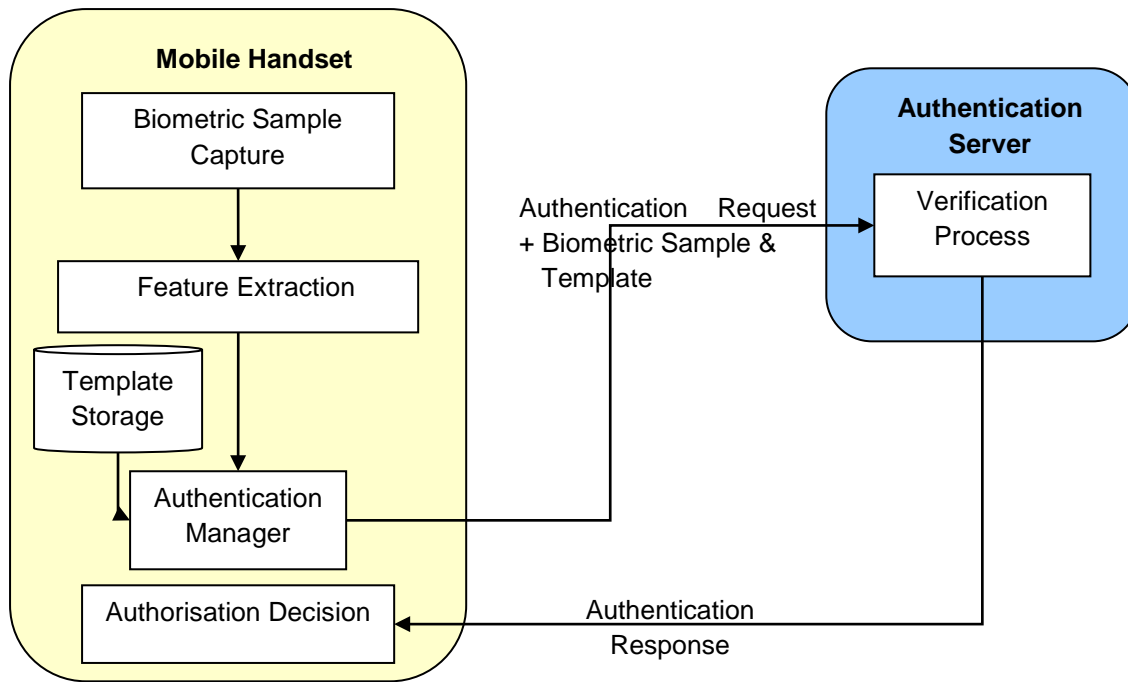 Mobile Handset
Biometric Sample
Capture
Feature Extraction
Template
Storage
Authentication
Manager
Authorisation Decision
Authentication Request
+ Biometric Sample &
Template
Authentication
Server
Verification
Process
Authentication
Response